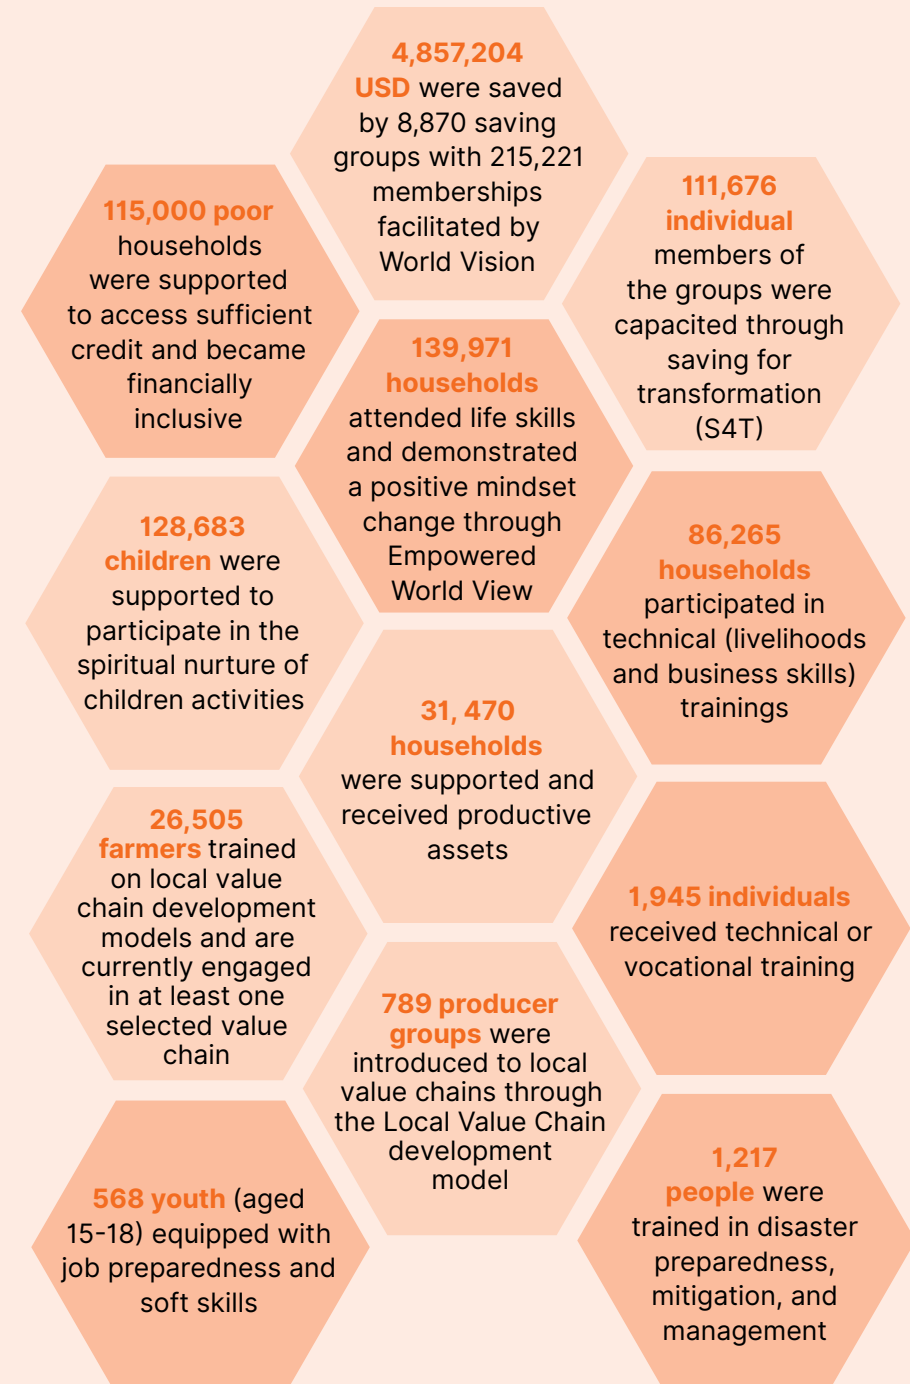 4,857,204
USD were saved
by 8,870 saving
groups with 215,221
memberships
facilitated by
World Vision
115,000 poor
households
were supported
to access sufficient
credit and became
financially
inclusive
111,676
individual
members of
the groups were
capacited through
saving for
transformation
(S4T)
139,971
households
attended life skills
and demonstrated
a positive mindset
change through
Empowered
World View
128,683
children were
supported to
participate in the
spiritual nurture of
children activities
86,265
households
participated in
technical (livelihoods
and business skills)
trainings
31, 470
households
were supported and
received productive
assets
26,505
farmers trained
on local value
chain development
models and are
currently engaged
in at least one
selected value
chain
1,945 individuals
received technical or
vocational training
789 producer
groups were
introduced to local
value chains through
the Local Value Chain
development
model
568 youth (aged
15-18) equipped with
job preparedness and
soft skills
1,217
people were
trained in disaster
preparedness,
mitigation, and
management